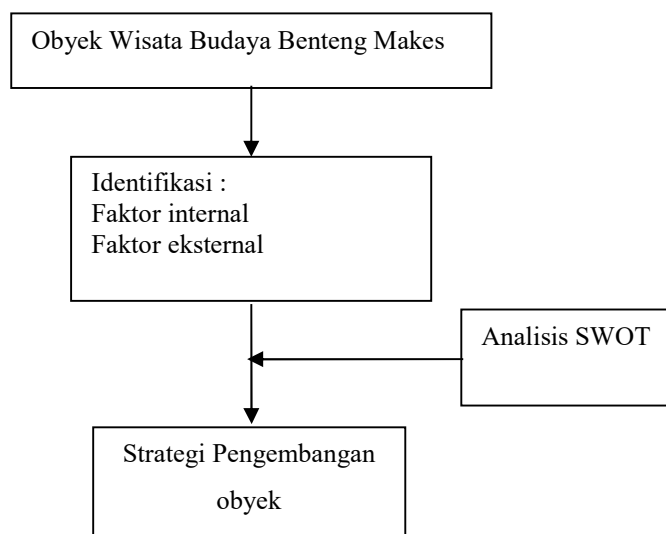 Obyek Wisata Budaya Benteng Makes
Identifikasi :
Faktor internal
Faktor eksternal
Analisis SWOT
Strategi Pengembangan
obyek